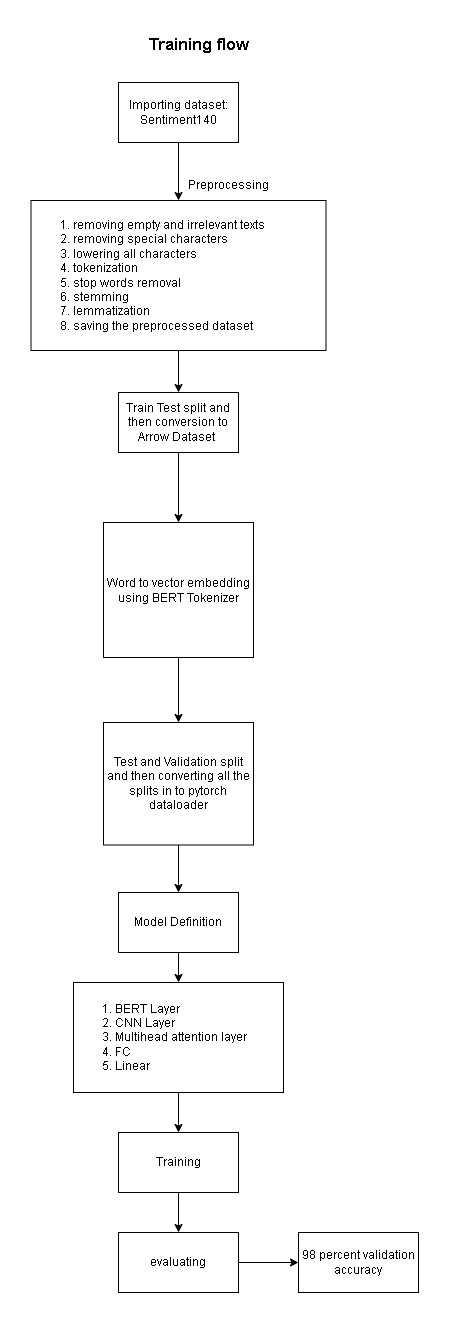 Training flow
Importing dataset:
Sentiment140
Preprocessing
1. removing empty and irrelevant texts
2. removing special characters
3. lowering all characters
4. tokenization
5. stop words removal
6. stemming
7. lemmatization
8. saving the preprocessed dataset
Train Test split and
then conversion to
Arrow Dataset
Word to vector embedding
using BERT Tokenizer
Test and Validation split
and then converting all the
splits in to pytorch
dataloader
Model Definition
1. BERT Layer
2. CNN Layer
3. Multihead attention layer
4. FC
5. Linear
Training
evaluating
98 percent validation
accuracy